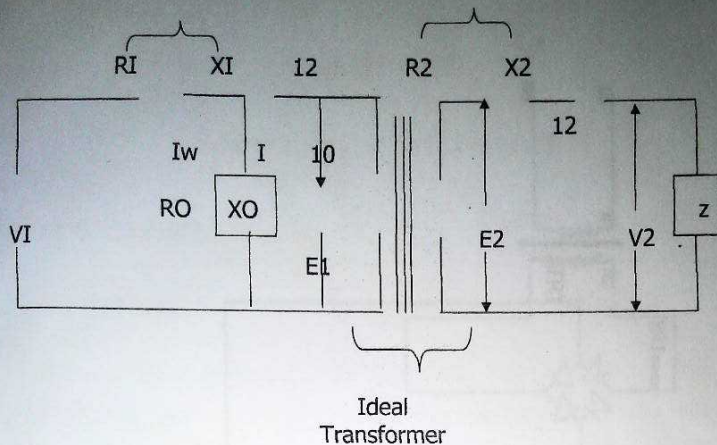 RI XI 12 R2 X2
12
Iw I 10
RO XO z
VI E2 V2
E1
Ideal
Transformer